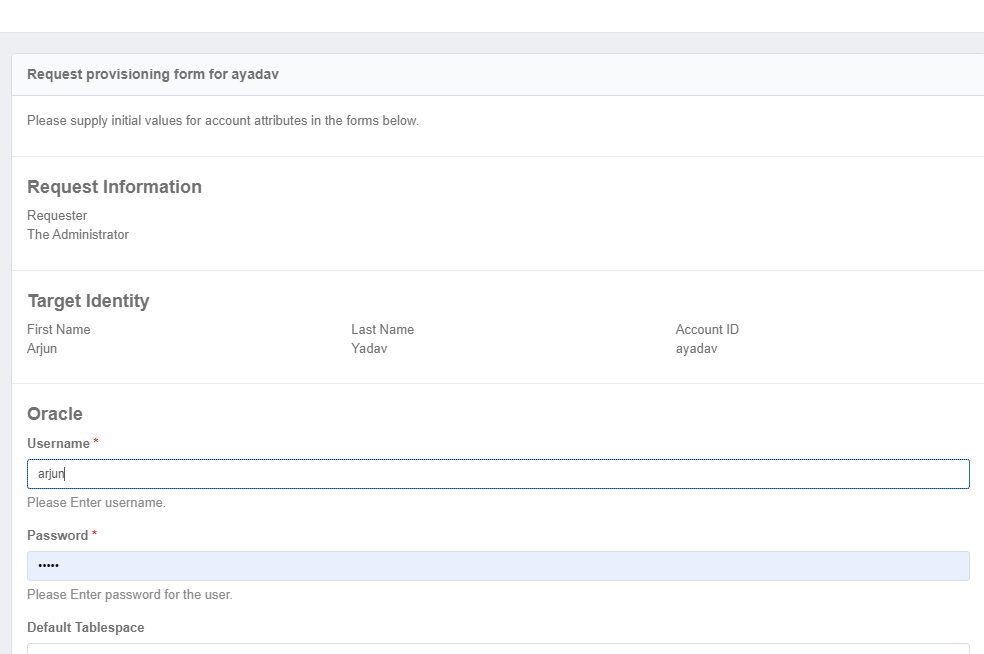 Request provisioning form for ayadav
Please supply initial values for account attributes in the forms below.
Request Information
Requester
The Administrator
Target Identity
First Name Last Name Account ID
Arjun Yadav ayadav
Oracle
Username *
arjun
Please Enter username.
Password *
•••••
Please Enter password for the user.
Default Tablespace